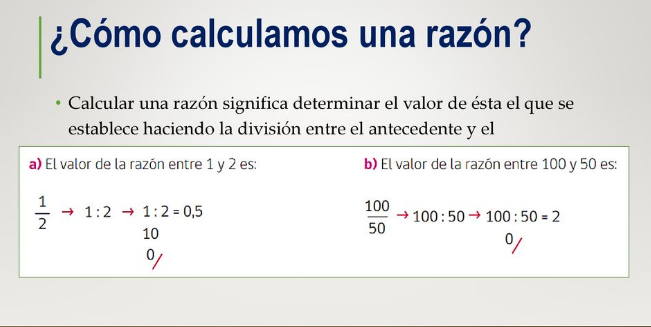 ¿Cómo calculamos una razón?
• Calcular una razón significa determinar el valor de ésta el que se
establece haciendo la división entre el antecedente y el
a) El valor de la razón entre 1 y 2 es:
1/2 → 1 : 2 → 1 : 2 = 0,5
10
0/
b) El valor de la razón entre 100 y 50 es:
100/50 → 100 : 50 → 100 : 50 = 2
0/